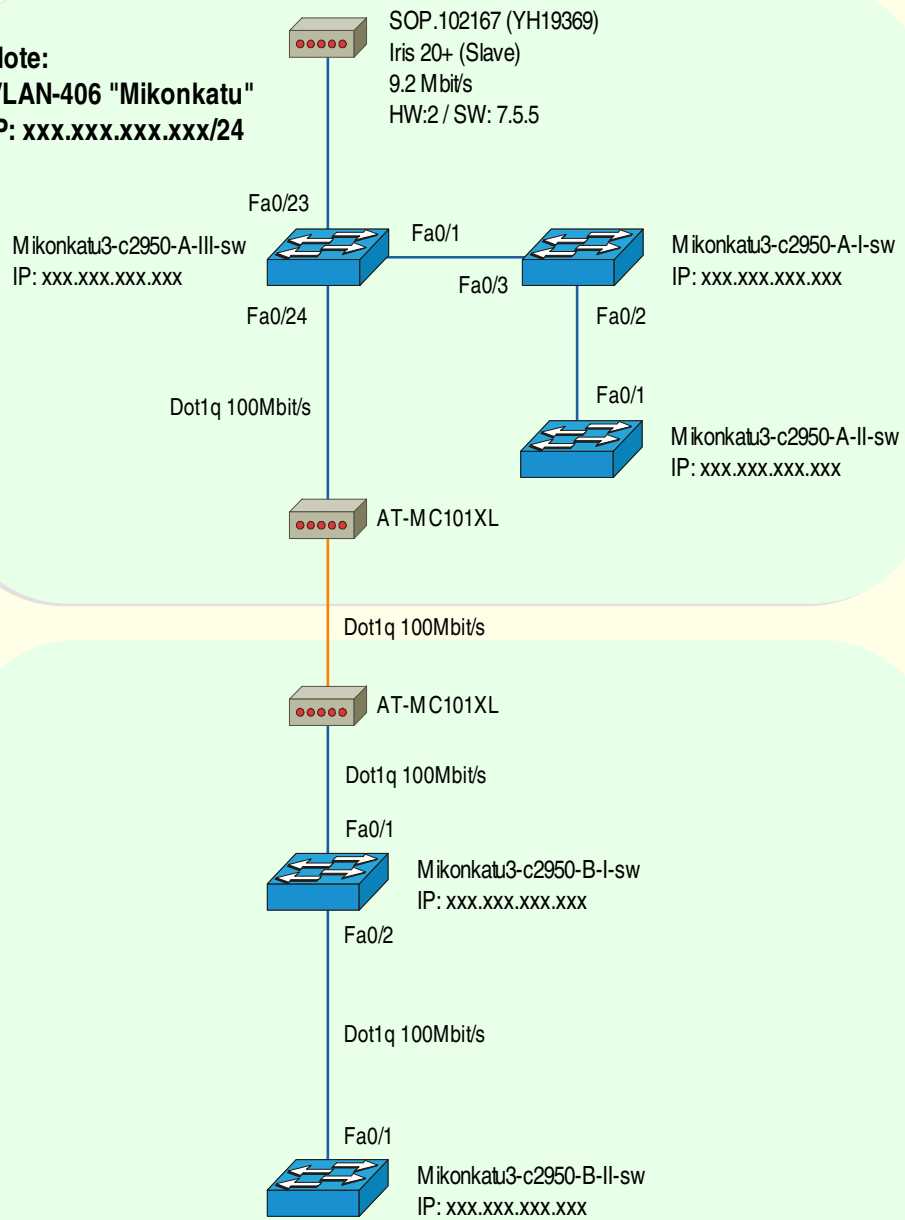 SOP.102167 (YH19369)
Iris 20+ (Slave)
9.2 Mbit/s
HW:2 / SW: 7.5.5
lote:
/LAN-406 "Mikonkatu"
P: xxx.xxx.xxx.xxx/24
Fa0/23
Mikonkatu3-c2950-A-III-sw
IP: xxx.xxx.xxx.xxx
Fa0/1
Fa0/3
Mikonkatu3-c2950-A-I-sw
IP: xxx.xxx.xxx.xxx
Fa0/24
Fa0/2
Dot1q 100Mbit/s
Fa0/1
Mikonkatu3-c2950-A-II-sw
IP: xxx.xxx.xxx.xxx
AT-MC101XL
Dot1q 100Mbit/s
AT-MC101XL
Dot1q 100Mbit/s
Fa0/1
Mikonkatu3-c2950-B-I-sw
IP: xxx.xxx.xxx.xxx
Fa0/2
Dot1q 100Mbit/s
Fa0/1
Mikonkatu3-c2950-B-II-sw
IP: xxx.xxx.xxx.xxx